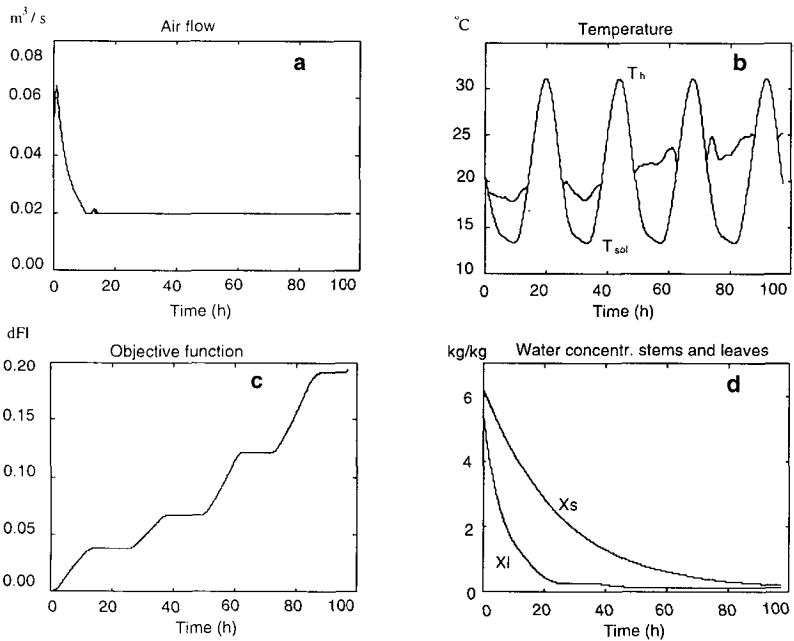 m³ / s
Air flow
a
0.08
0.06
0.04
0.02
0.00
0 20 40 60 80 100
Time (h)
°C
Temperature
b
Th
Tsol
30
25
20
15
10
0 20 40 60 80 100
Time (h)
dFl
Objective function
c
0.20
0.15
0.10
0.05
0.00
0 20 40 60 80 100
Time (h)
kg/kg
Water concentr. stems and leaves
d
6
4
2
0
Xs
Xl
0 20 40 60 80 100
Time (h)